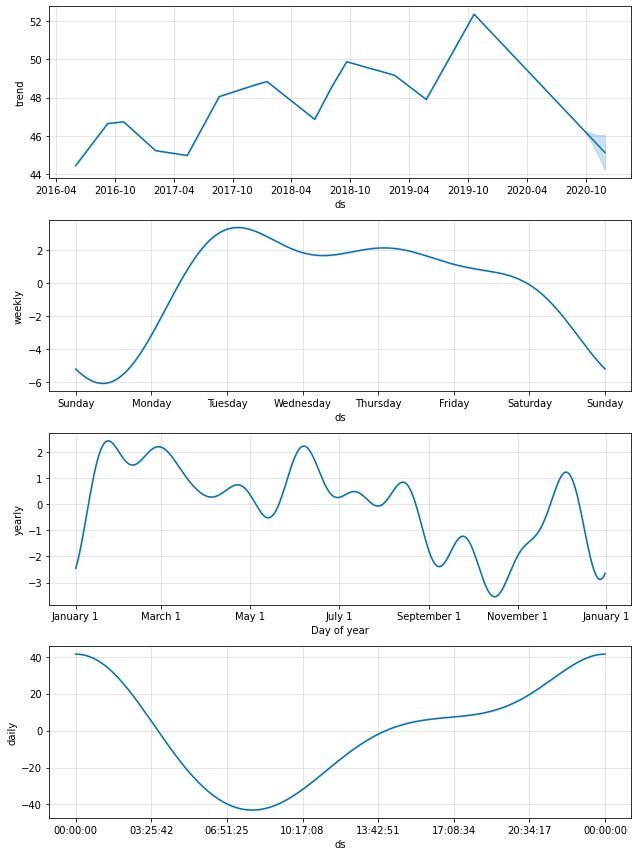 52
50
48
46
44
trend
2016-04 2016-10 2017-04 2017-10 2018-04 2018-10 2019-04 2019-10 2020-04 2020-10
ds
2
0
−2
−4
−6
weekly
Sunday Monday Tuesday Wednesday Thursday Friday Saturday Sunday
ds
2
1
0
−1
−2
−3
yearly
January 1 March 1 May 1 July 1 September 1 November 1 January 1
Day of year
40
20
0
−20
−40
daily
00:00:00 03:25:42 06:51:25 10:17:08 13:42:51 17:08:34 20:34:17 00:00:00
ds